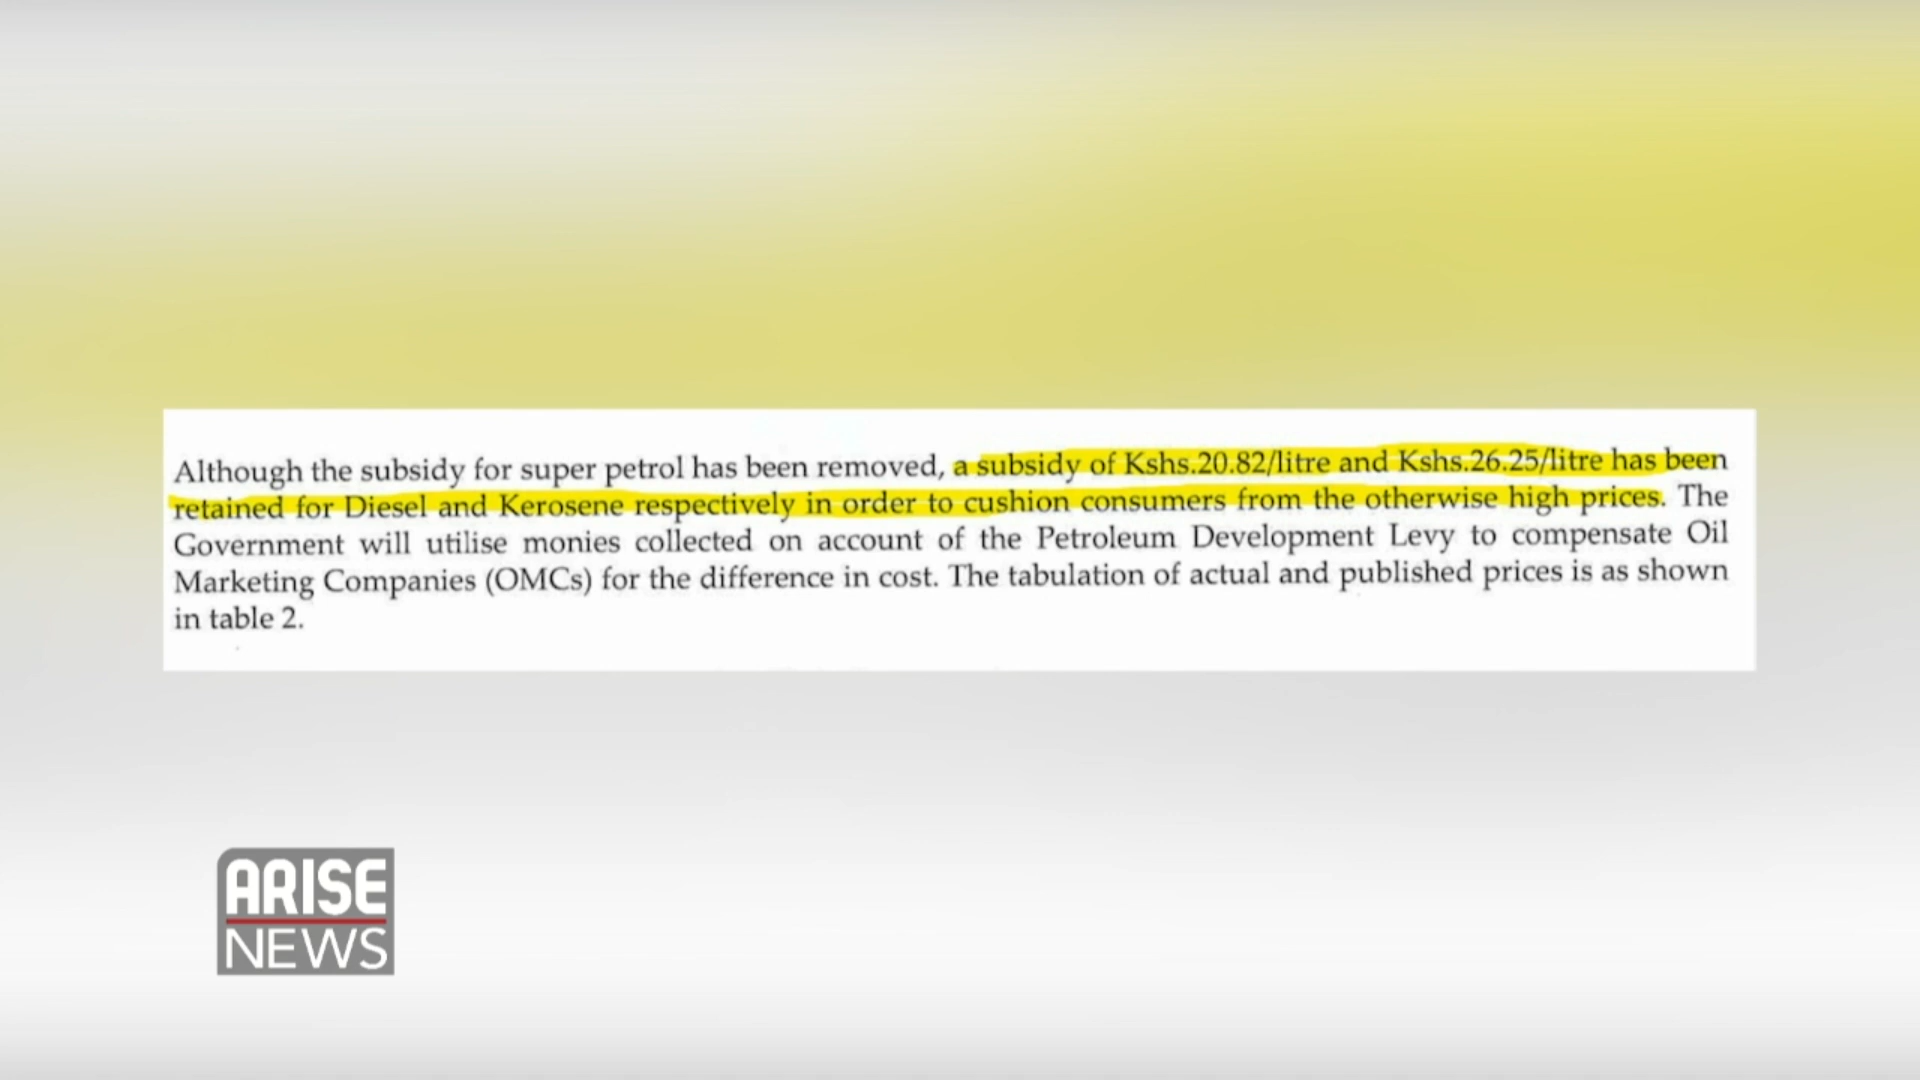 Although the subsidy for super petrol has been removed, a subsidy of Kshs.20.82/litre and Kshs.26.25/litre has been
retained for Diesel and Kerosene respectively in order to cushion consumers from the otherwise high prices. The
Government will utilise monies collected on account of the Petroleum Development Levy to compensate Oil
Marketing Companies (OMCs) for the difference in cost. The tabulation of actual and published prices is as shown
in table 2.
ARISE
NEWS